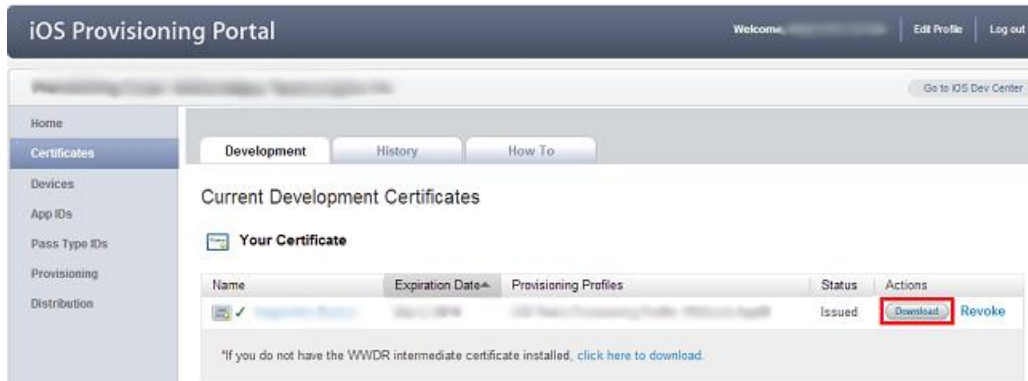 iOS Provisioning Portal
Welcome, Edit Profile Log out
Go to iOS Dev Center
Home
Certificates
Devices
App IDs
Pass Type IDs
Provisioning
Distribution
Development History How To
Current Development Certificates
Your Certificate
Name Expiration Date Provisioning Profiles Status Actions
Issued Download Revoke
*If you do not have the WWDR intermediate certificate installed, click here to download.